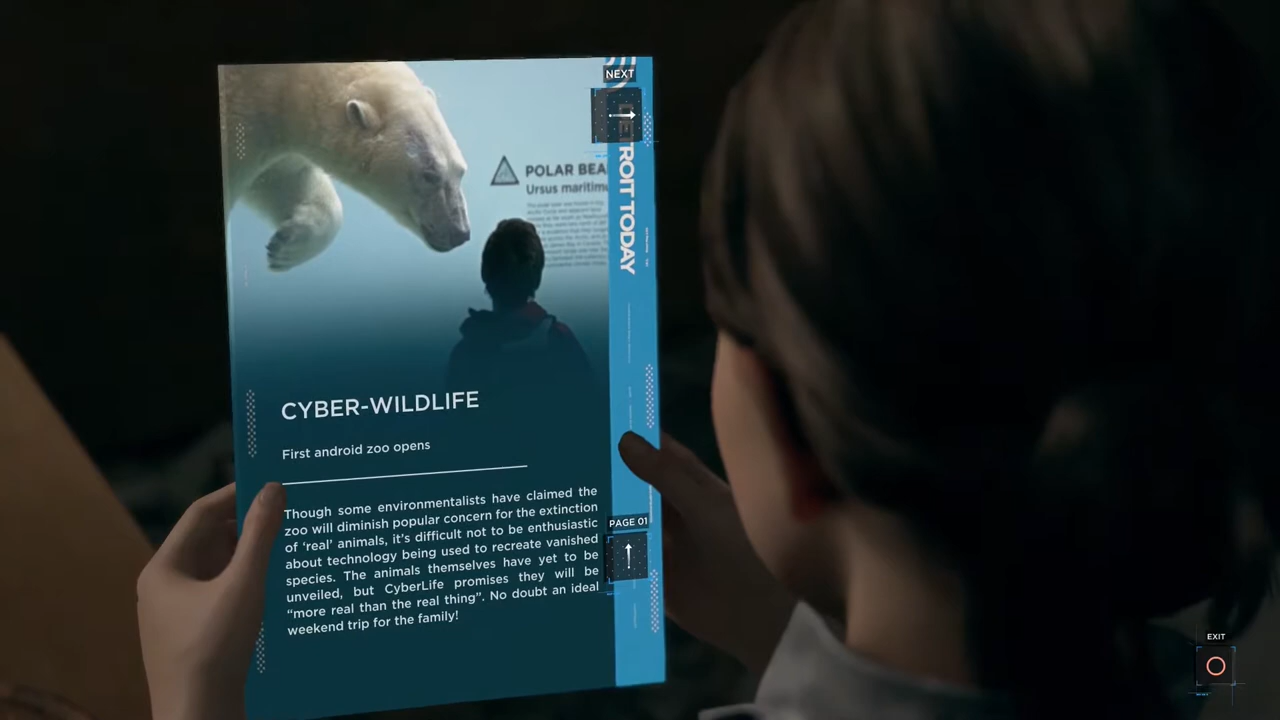 NEXT
DETROIT TODAY
POLAR BEA
Ursus maritimu
CYBER-WILDLIFE
First android zoo opens
Though some environmentalists have claimed the
zoo will diminish popular concern for the extinction
of ‘real’ animals, it’s difficult not to be enthusiastic
about technology being used to recreate vanished
species. The animals themselves have yet to be
unveiled, but CyberLife promises they will be
“more real than the real thing”. No doubt an ideal
weekend trip for the family!
PAGE 01
EXIT